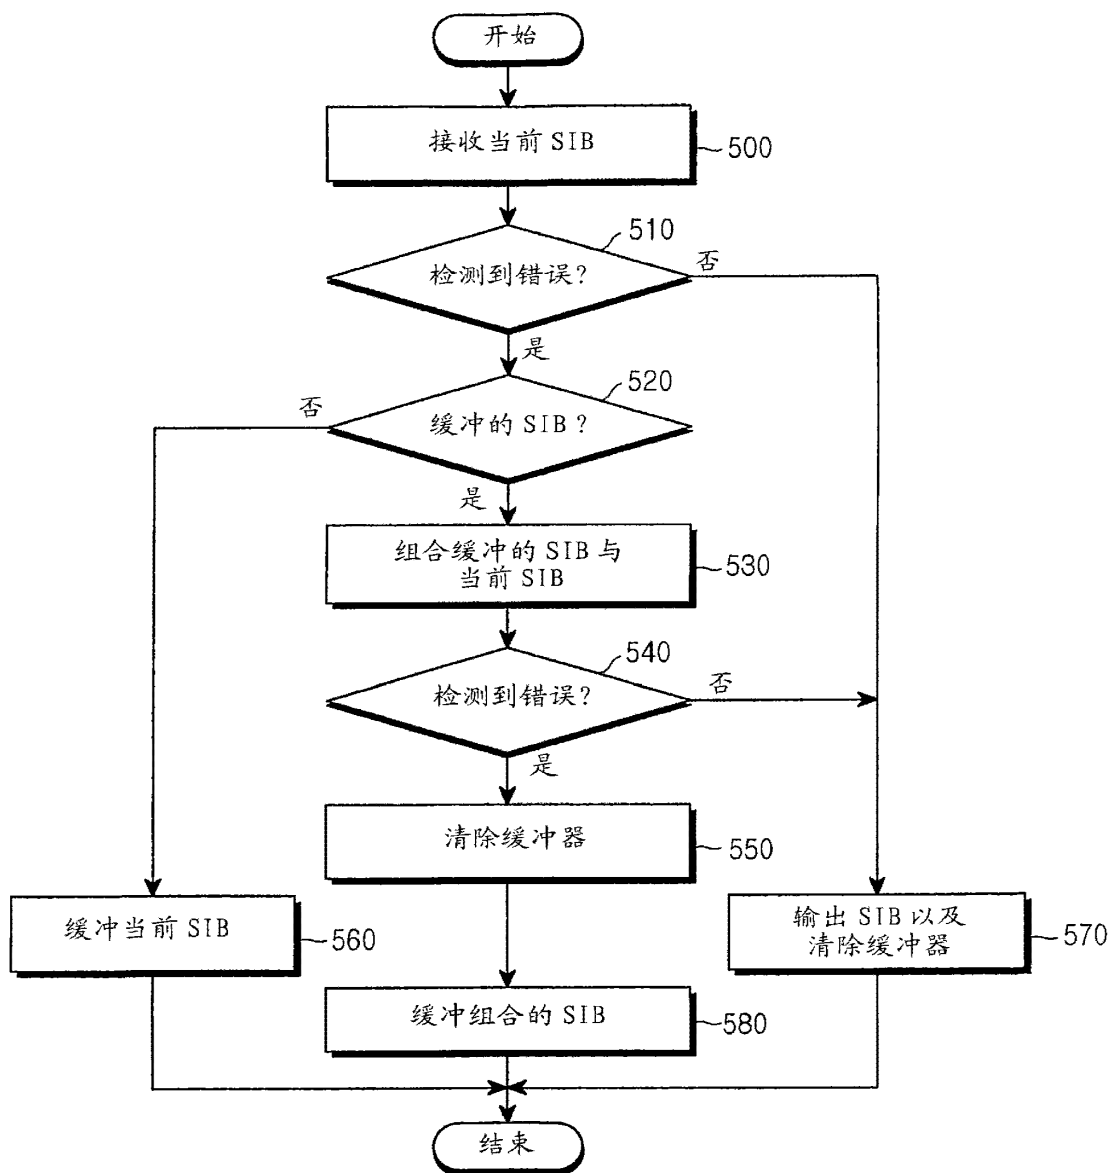 开始
接收当前 SIB
500
510
检测到错误?
否
是
520
否
缓冲的 SIB ?
是
组合缓冲的 SIB 与
当前 SIB
530
540
检测到错误?
否
是
清除缓冲器
550
缓冲当前 SIB
560
输出 SIB 以及
清除缓冲器
570
缓冲组合的 SIB
580
结束